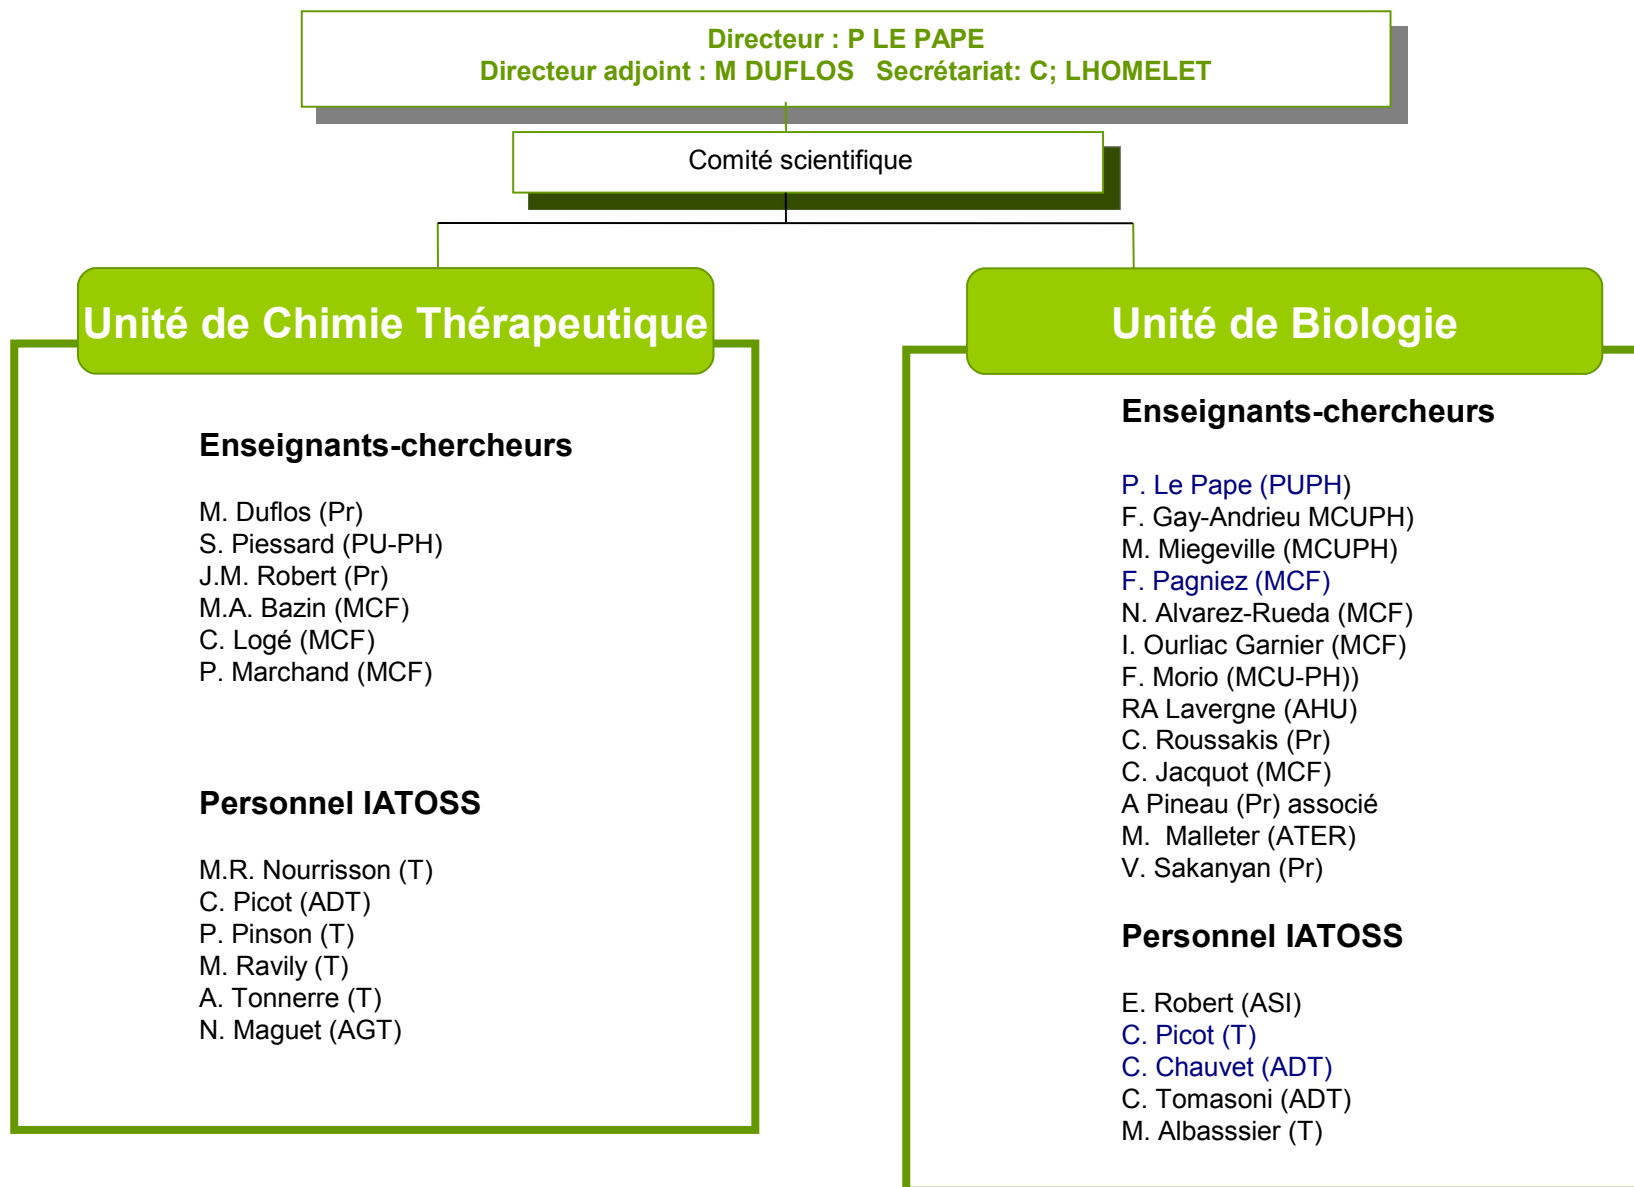 Directeur : P LE PAPE
Directeur adjoint : M DUFLOS Secrétariat: C; LHOMELET
Comité scientifique
Unité de Chimie Thérapeutique
Enseignants-chercheurs
M. Duflos (Pr)
S. Piessard (PU-PH)
J.M. Robert (Pr)
M.A. Bazin (MCF)
C. Logé (MCF)
P. Marchand (MCF)
Personnel IATOSS
M.R. Nourrisson (T)
C. Picot (ADT)
P. Pinson (T)
M. Ravily (T)
A. Tonnerre (T)
N. Maguet (AGT)
Unité de Biologie
Enseignants-chercheurs
P. Le Pape (PUPH)
F. Gay-Andrieu MCUPH)
M. Miegeville (MCUPH)
F. Pagniez (MCF)
N. Alvarez-Rueda (MCF)
I. Ourliac Garnier (MCF)
F. Morio (MCU-PH))
RA Lavergne (AHU)
C. Roussakis (Pr)
C. Jacquot (MCF)
A Pineau (Pr) associé
M. Malleter (ATER)
V. Sakanyan (Pr)
Personnel IATOSS
E. Robert (ASI)
C. Picot (T)
C. Chauvet (ADT)
C. Tomasoni (ADT)
M. Albasssier (T)